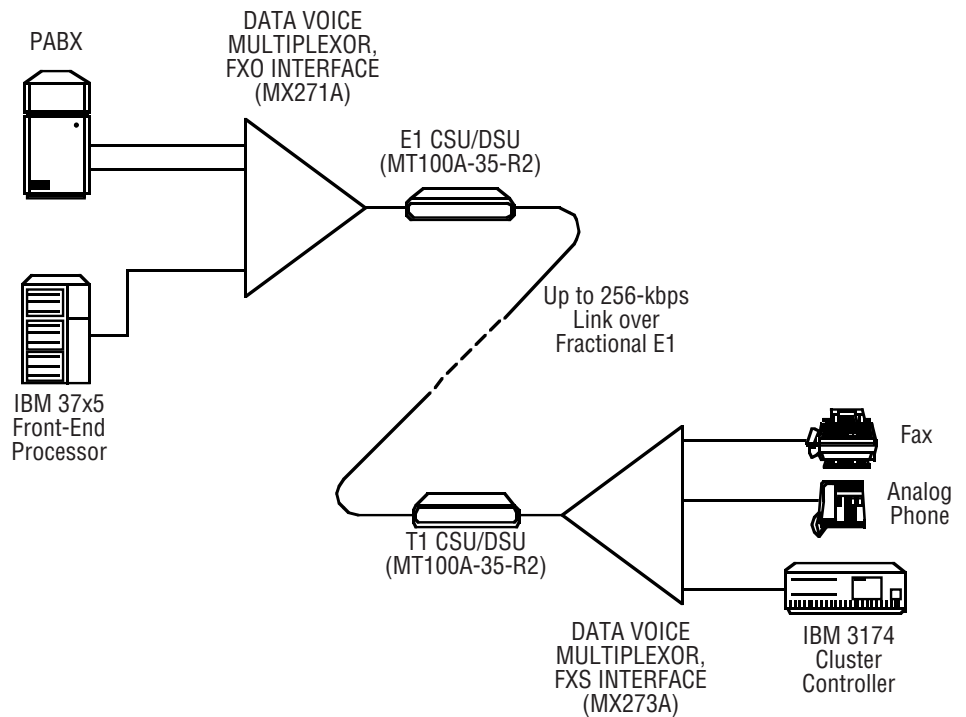 PABX
DATA VOICE
MULTIPLEXOR,
FXO INTERFACE
(MX271A)
E1 CSU/DSU
(MT100A-35-R2)
IBM 37x5
Front-End
Processor
Up to 256-kbps
Link over
Fractional E1
T1 CSU/DSU
(MT100A-35-R2)
Fax
Analog
Phone
DATA VOICE
MULTIPLEXOR,
FXS INTERFACE
(MX273A)
IBM 3174
Cluster
Controller